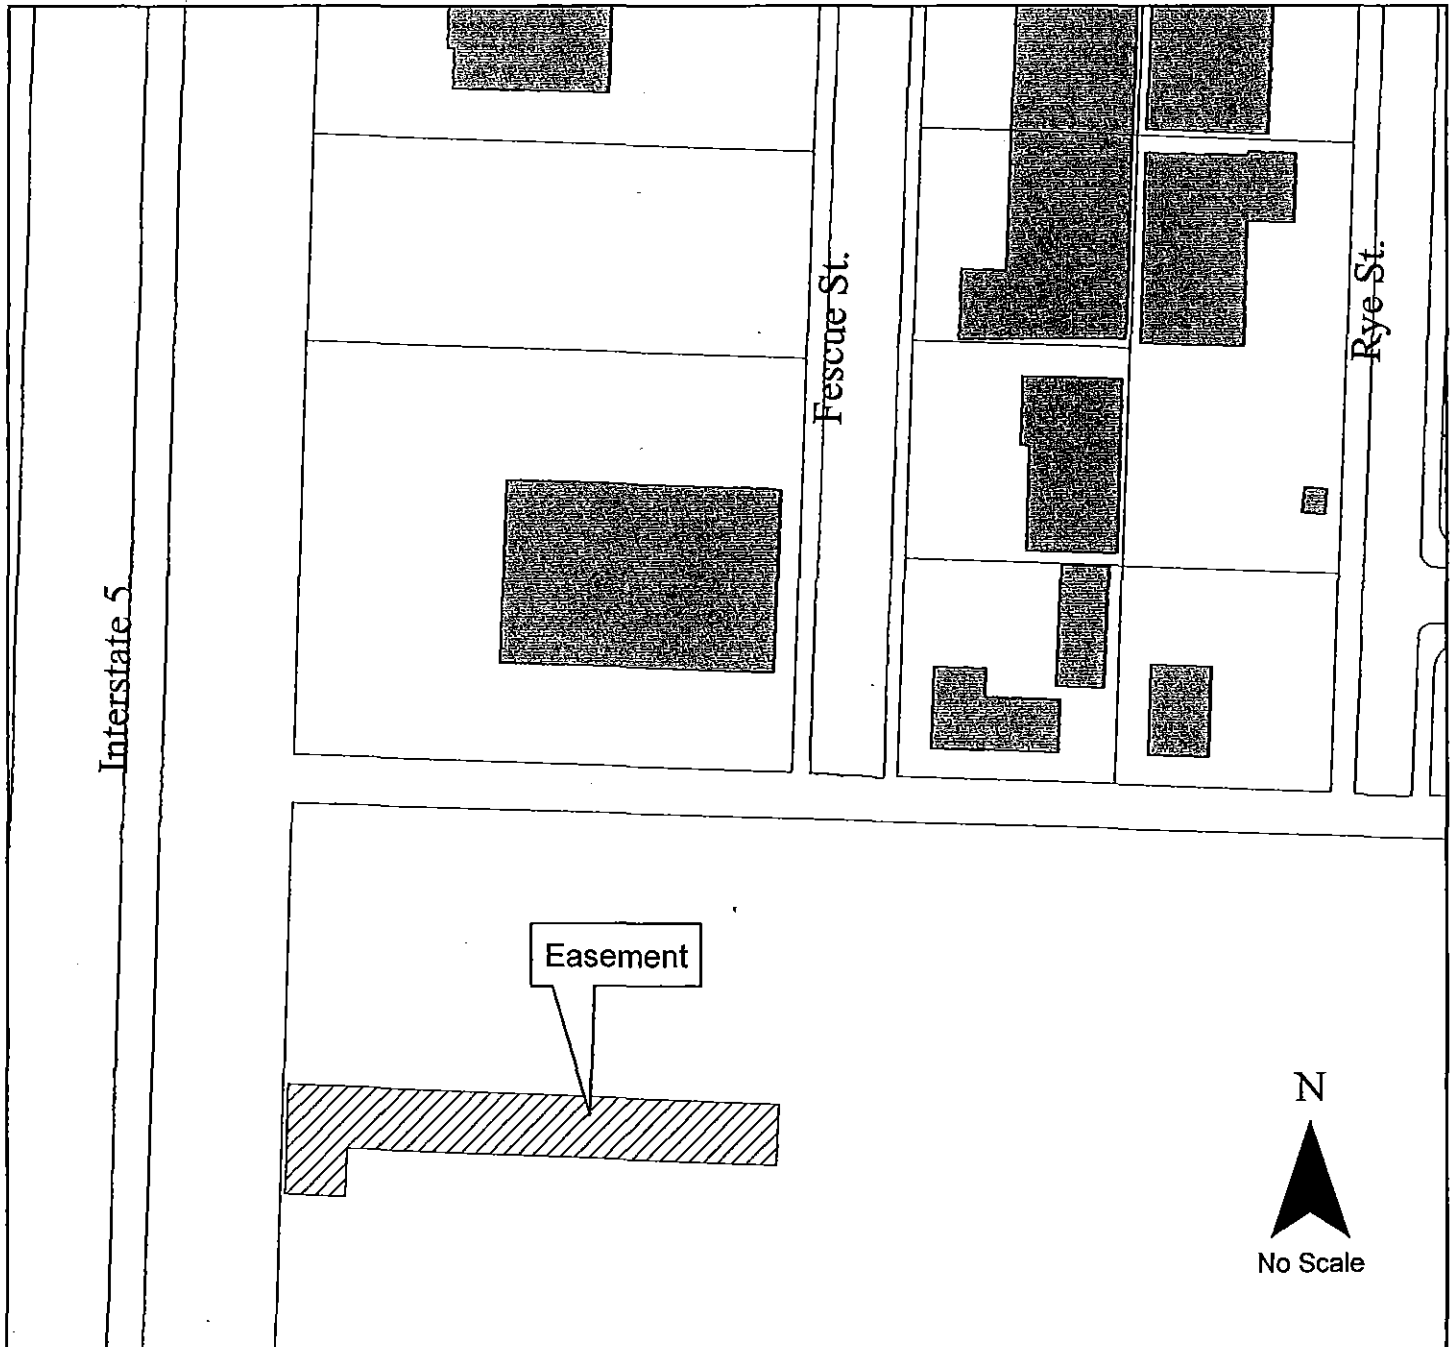 Fescue St.
Rye St.
Interstate 5
Easement
N
No Scale